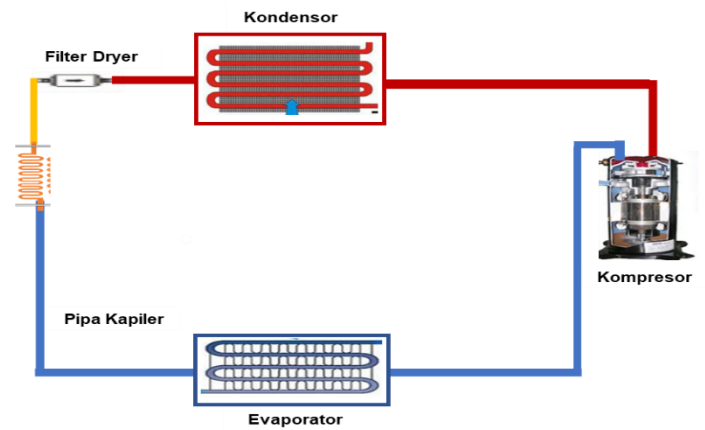 Kondensor
Filter Dryer
Kompresor
Pipa Kapiler
Evaporator